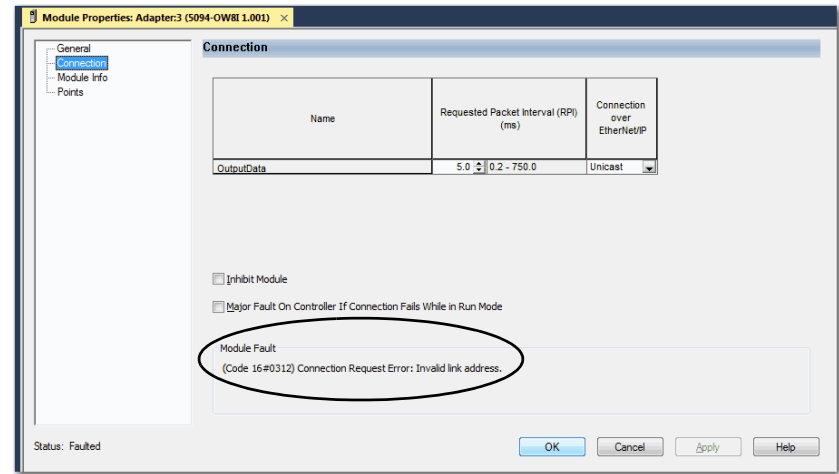 Module Properties: Adapter:3 (5094-OW8I 1.001) ×
General
Connection
Module Info
Points
Connection
Name
Requested Packet Interval (RPI)
(ms)
Connection
over
EtherNet/IP
OutputData
5.0
0.2 - 750.0
Unicast
Inhibit Module
Major Fault On Controller If Connection Fails While in Run Mode
Module Fault
(Code 16#0312) Connection Request Error: Invalid link address.
Status: Faulted
OK
Cancel
Apply
Help